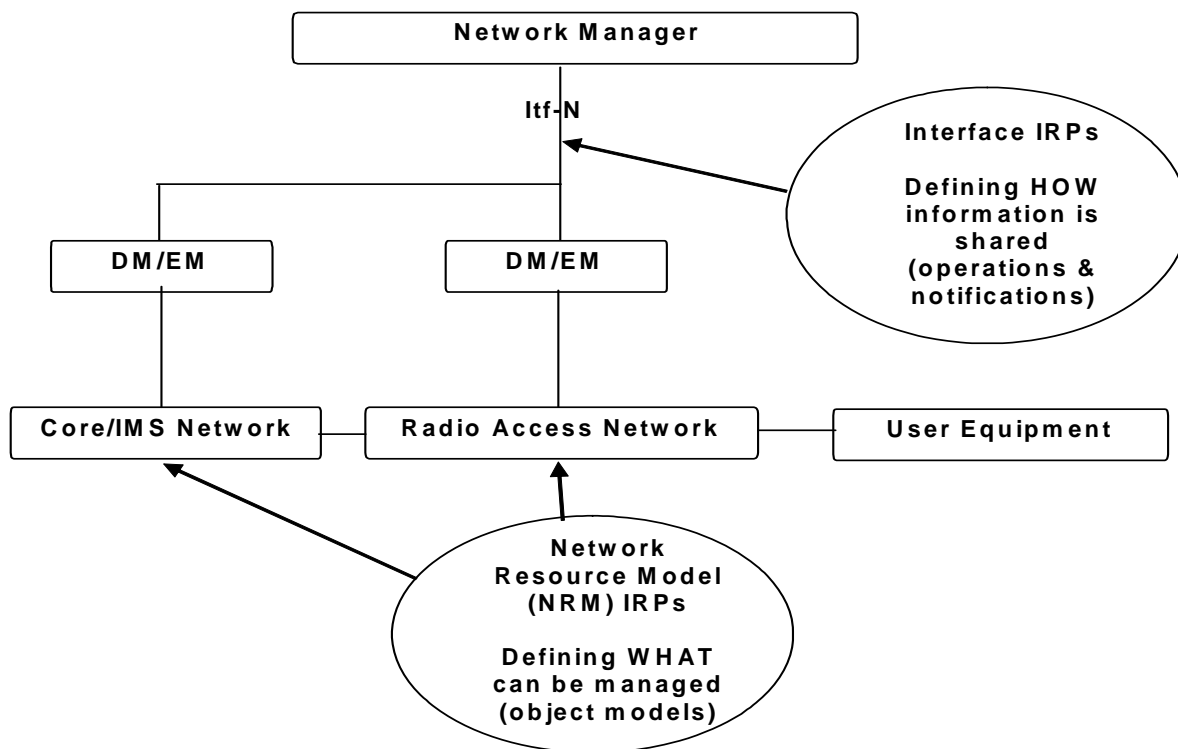 Network Manager
Itf-N
Interface IRPs
Defining HOW
information is
shared
(operations &
notifications)
DM/EM
DM/EM
Core/IMS Network
Radio Access Network
User Equipment
Network
Resource Model
(NRM) IRPs
Defining WHAT
can be managed
(object models)